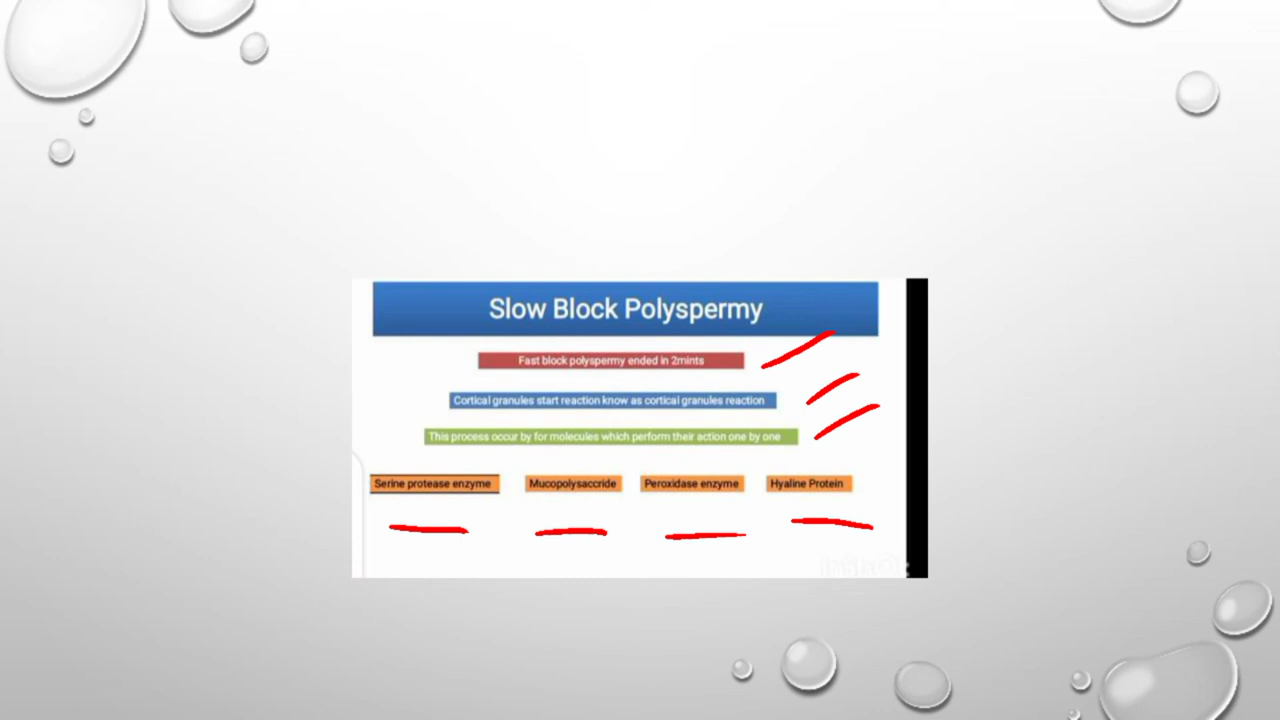 Slow Block Polyspermy
Fast block polyspermy ended in 2mints
Cortical granules start reaction know as cortical granules reaction
This process occur by for molecules which perform their action one by one
Serine protease enzyme
Mucopolysaccride
Peroxidase enzyme
Hyaline Protein